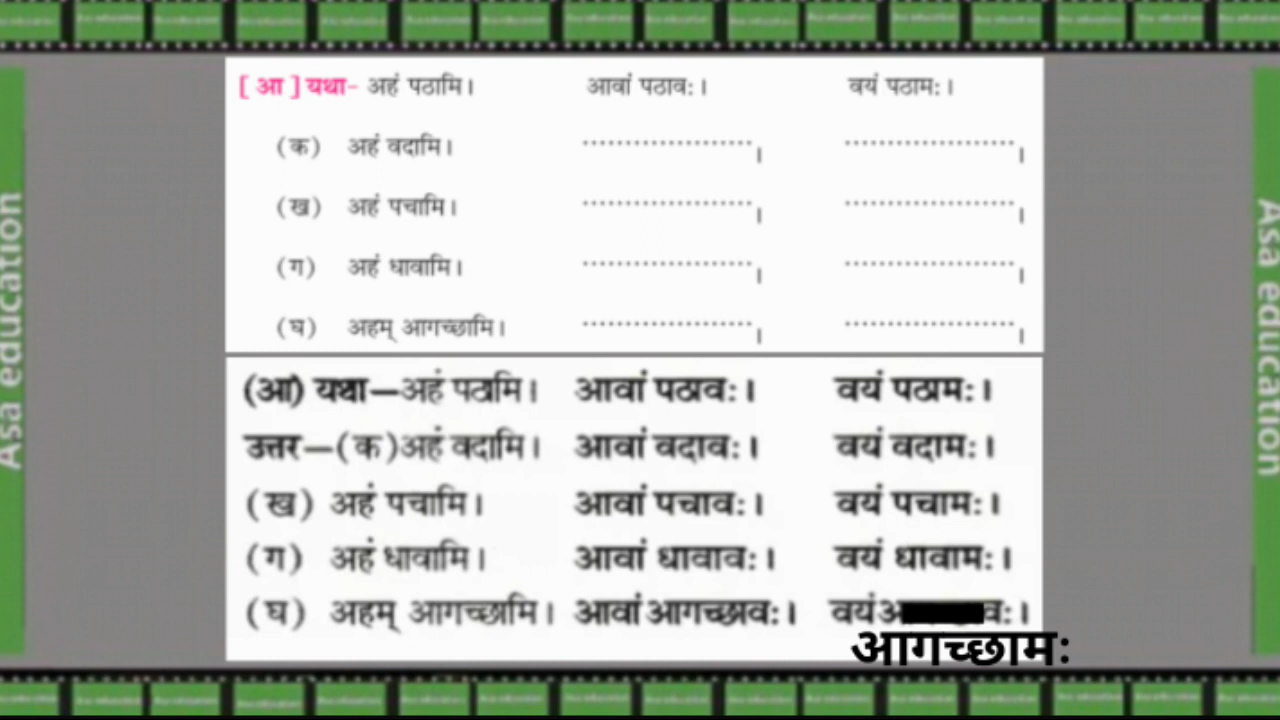 [ आ ] यथा- अहं पठामि। आवां पठावः। वयं पठामः।
(क) अहं वदामि। ....................। ....................।
(ख) अहं पचामि। ....................। ....................।
(ग) अहं धावामि। ....................। ....................।
(घ) अहम् आगच्छामि। ....................। ....................।
(आ) यथा—अहं पठामि। आवां पठावः। वयं पठामः।
उत्तर—(क) अहं वदामि। आवां वदावः। वयं वदामः।
(ख) अहं पचामि। आवां पचावः। वयं पचामः।
(ग) अहं धावामि। आवां धावावः। वयं धावामः।
(घ) अहम् आगच्छामि। आवां आगच्छावः। वयं
आगच्छामः
Asa education
Asa education